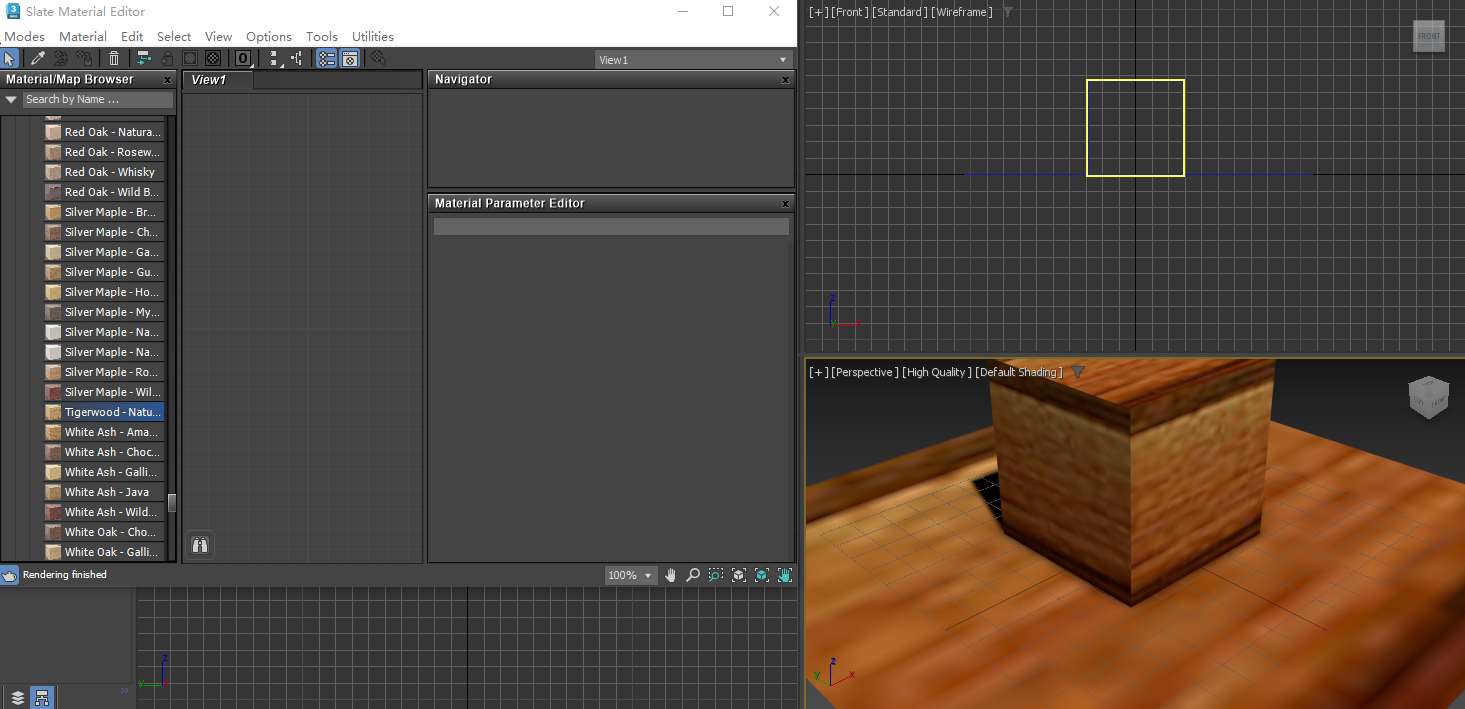 Slate Material Editor
Modes Material Edit Select View Options Tools Utilities
View1
Material/Map Browser
Search by Name ...
Red Oak - Natura...
Red Oak - Rosew...
Red Oak - Whisky
Red Oak - Wild B...
Silver Maple - Br...
Silver Maple - Ch...
Silver Maple - Ga...
Silver Maple - Gu...
Silver Maple - Ho...
Silver Maple - My...
Silver Maple - Na...
Silver Maple - Na...
Silver Maple - Ro...
Silver Maple - Wil...
Tigerwood - Natu...
White Ash - Ama...
White Ash - Choc...
White Ash - Galli...
White Ash - Java
White Ash - Wild...
White Oak - Cho...
White Oak - Galli...
View1
Navigator
Material Parameter Editor
Rendering finished
100%
[+] [Front] [Standard] [Wireframe]
FRONT
z
y x
[+] [Perspective] [High Quality] [Default Shading]
FRONT
z
y x
z
y